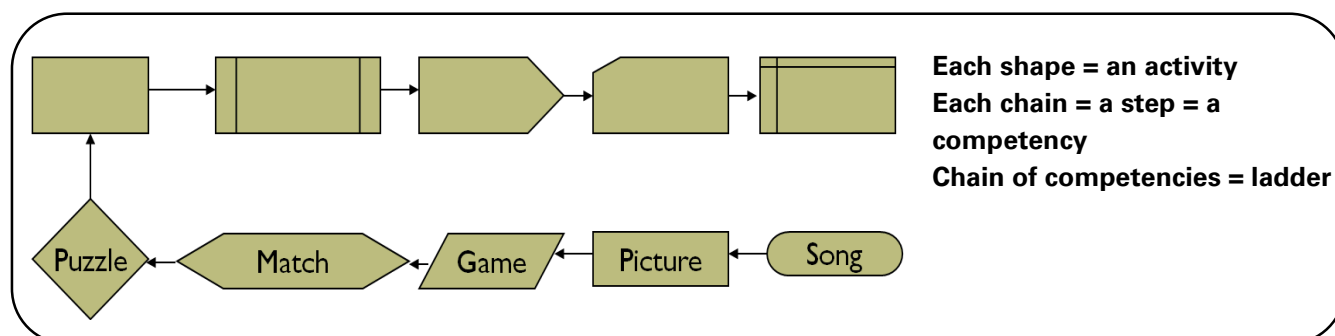 Each shape = an activity
Each chain = a step = a
competency
Chain of competencies = ladder
Puzzle
Match
Game
Picture
Song